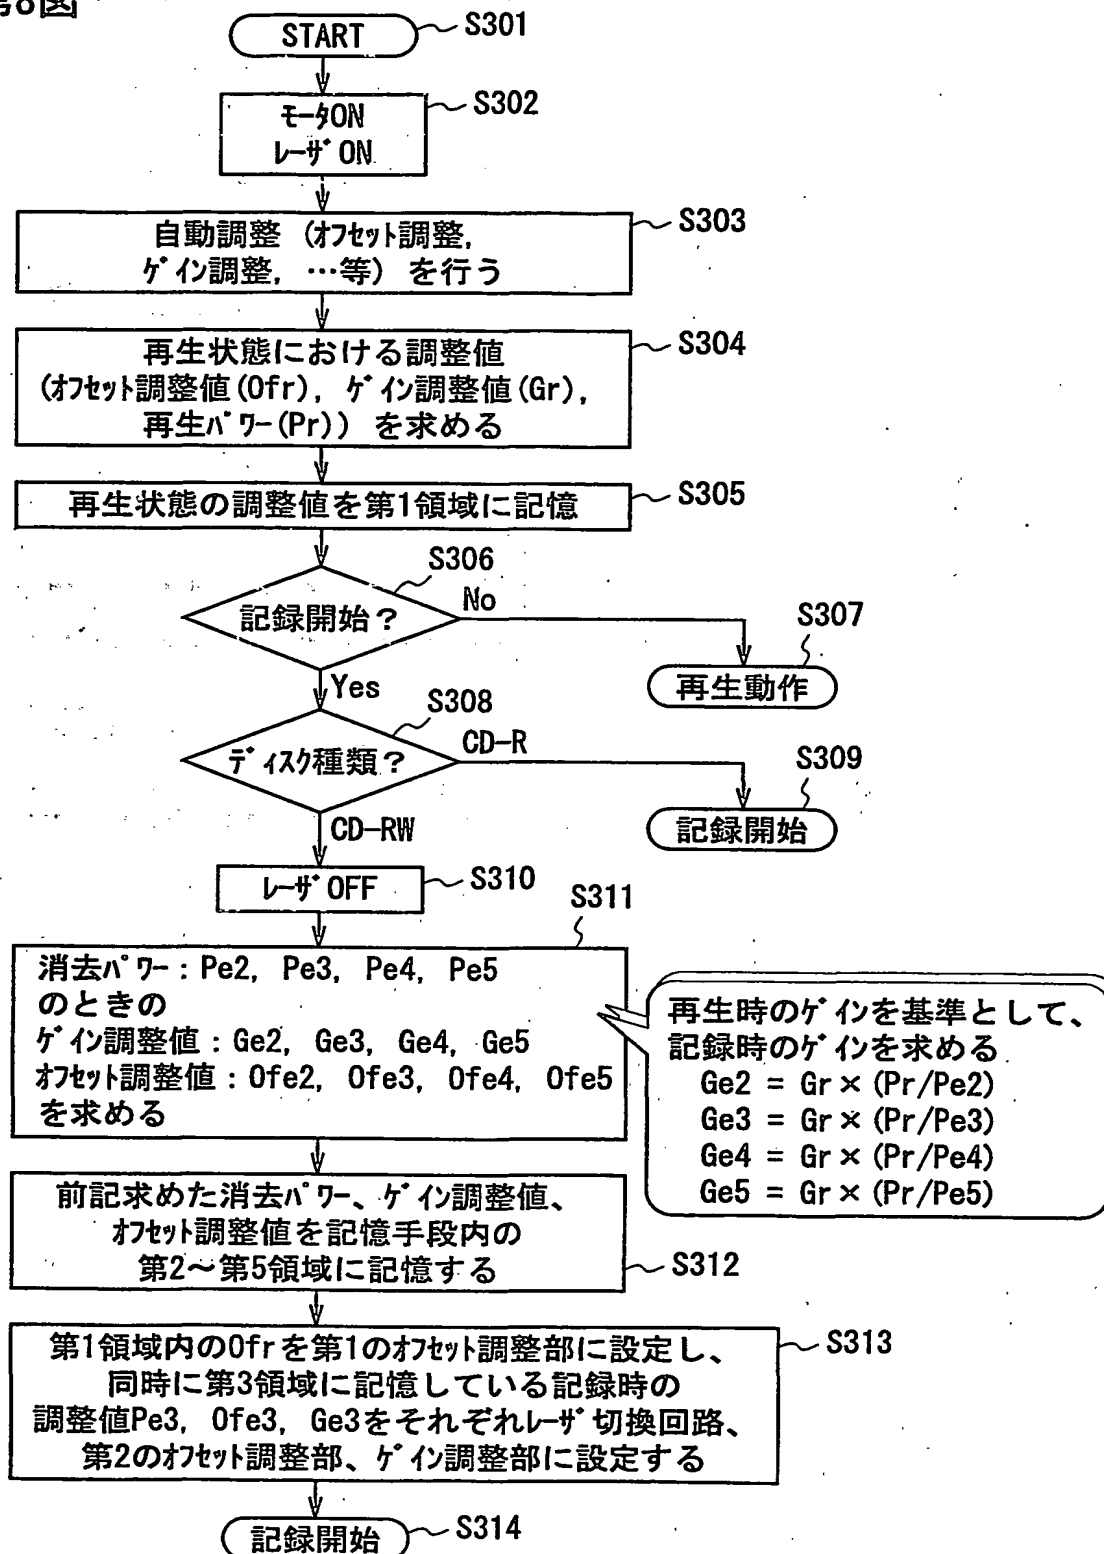 第8図
START
S301
モータON
レーザON
S302
自動調整（オフセット調整,
ゲイン調整, …等）を行う
S303
再生状態における調整値
(オフセット調整値(Ofr), ゲイン調整値(Gr),
再生パワー(Pr)) を求める
S304
再生状態の調整値を第1領域に記憶
S305
記録開始？
S306
No
S307
再生動作
Yes
ディスク種類？
S308
CD-R
S309
記録開始
CD-RW
レーザOFF
S310
S311
消去パワー：Pe2, Pe3, Pe4, Pe5
のときの
ゲイン調整値：Ge2, Ge3, Ge4, Ge5
オフセット調整値：Ofe2, Ofe3, Ofe4, Ofe5
を求める
再生時のゲインを基準として、
記録時のゲインを求める
Ge2 = Gr × (Pr/Pe2)
Ge3 = Gr × (Pr/Pe3)
Ge4 = Gr × (Pr/Pe4)
Ge5 = Gr × (Pr/Pe5)
前記求めた消去パワー、ゲイン調整値、
オフセット調整値を記憶手段内の
第2～第5領域に記憶する
S312
第1領域内のOfrを第1のオフセット調整部に設定し、
同時に第3領域に記憶している記録時の
調整値Pe3, Ofe3, Ge3をそれぞれレーザ切換回路、
第2のオフセット調整部、ゲイン調整部に設定する
S313
記録開始
S314